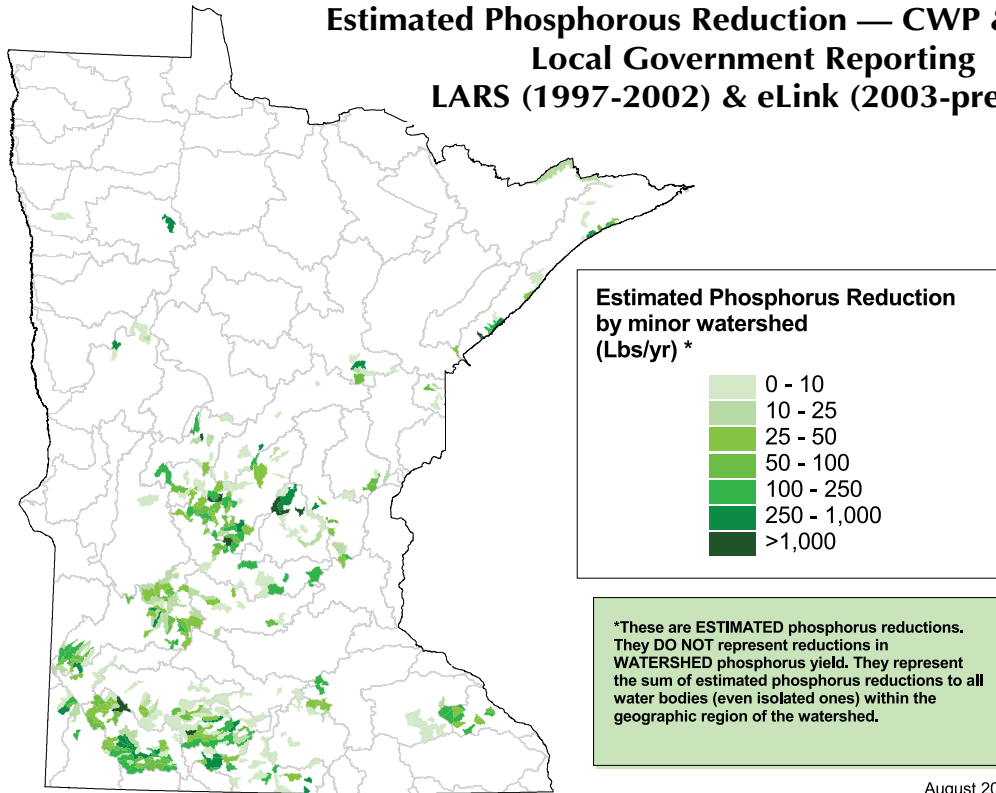 Estimated Phosphorous Reduction — CWP
Local Government Reporting
LARS (1997-2002) & eLink (2003-pre
Estimated Phosphorus Reduction
by minor watershed
(Lbs/yr) *
0 - 10
10 - 25
25 - 50
50 - 100
100 - 250
250 - 1,000
>1,000
*These are ESTIMATED phosphorus reductions.
They DO NOT represent reductions in
WATERSHED phosphorus yield. They represent
the sum of estimated phosphorus reductions to all
water bodies (even isolated ones) within the
geographic region of the watershed.
August 20